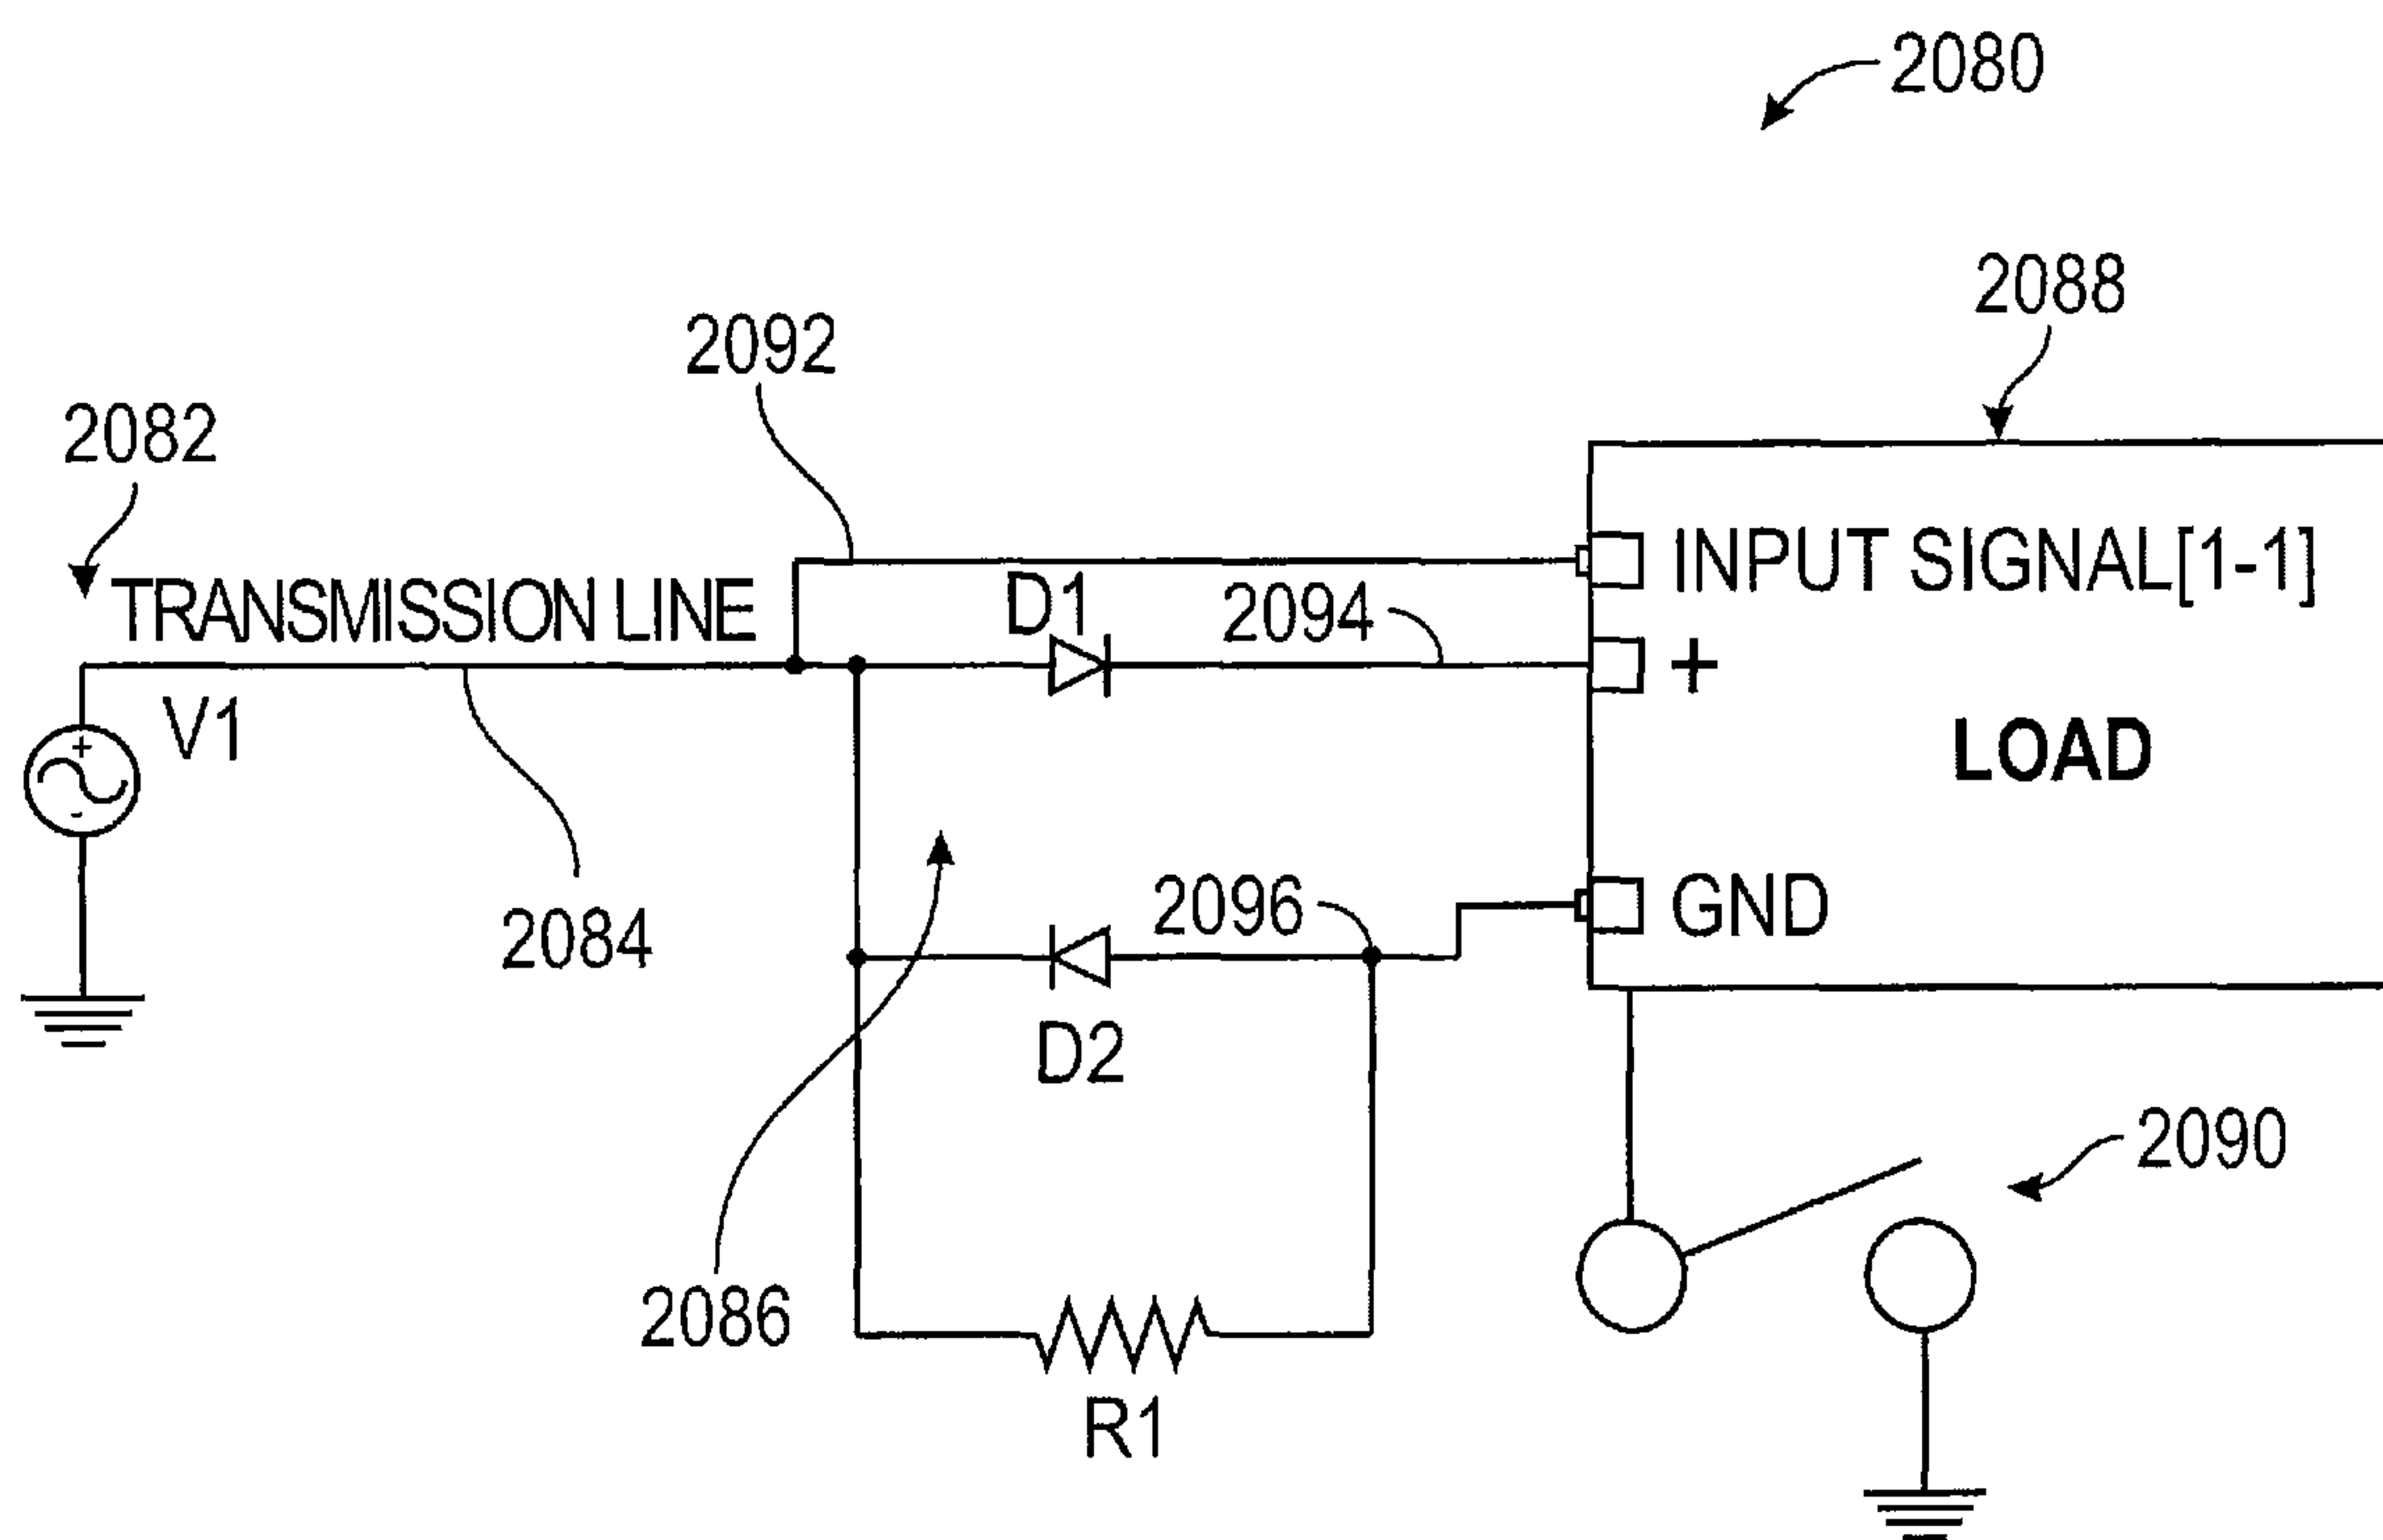 2080
2088
2092
2082
INPUT SIGNAL[1-1]
TRANSMISSION LINE
D1
2094
+
V1
+
-
LOAD
2096
GND
2084
D2
2090
2086
R1